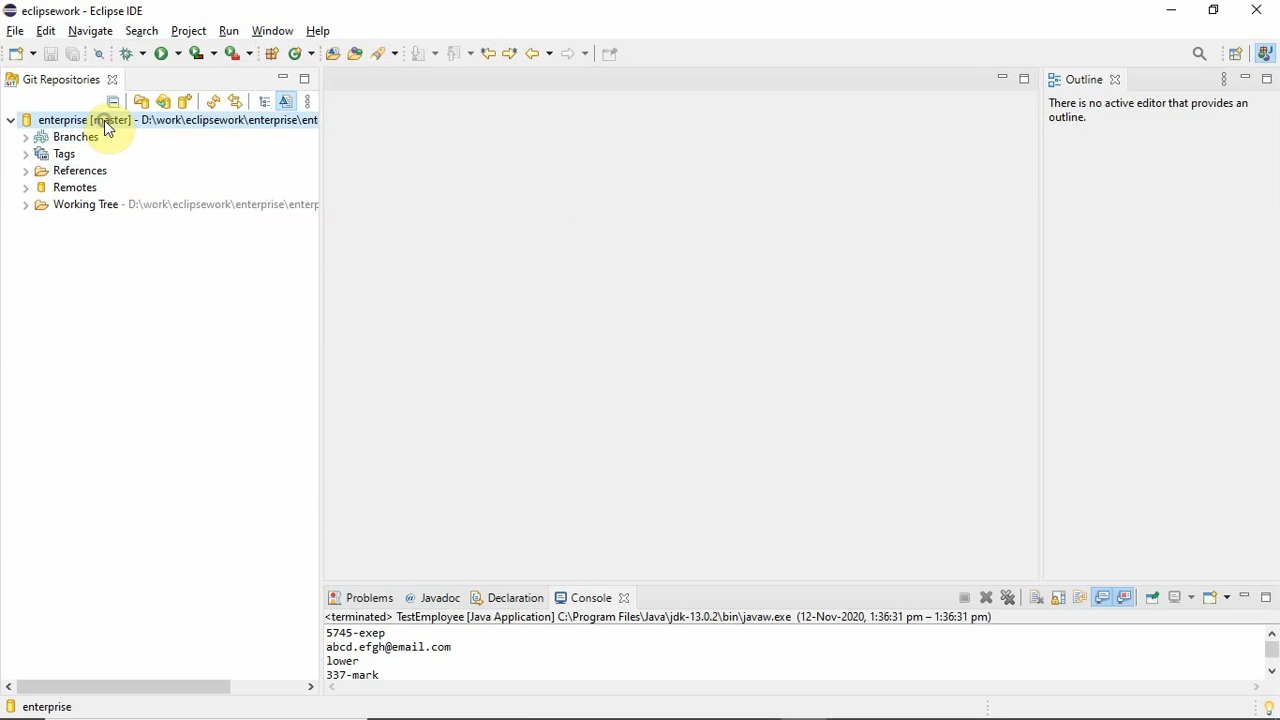 eclipsework - Eclipse IDE
File Edit Navigate Search Project Run Window Help
Git Repositories
enterprise [master] - D:\work\eclipsework\enterprise\ent
Branches
Tags
References
Remotes
Working Tree - D:\work\eclipsework\enterprise\enterp
Outline
There is no active editor that provides an
outline.
Problems Javadoc Declaration Console
<terminated> TestEmployee [Java Application] C:\Program Files\Java\jdk-13.0.2\bin\javaw.exe (12-Nov-2020, 1:36:31 pm – 1:36:31 pm)
5745-exep
abcd.efgh@email.com
lower
337-mark
enterprise